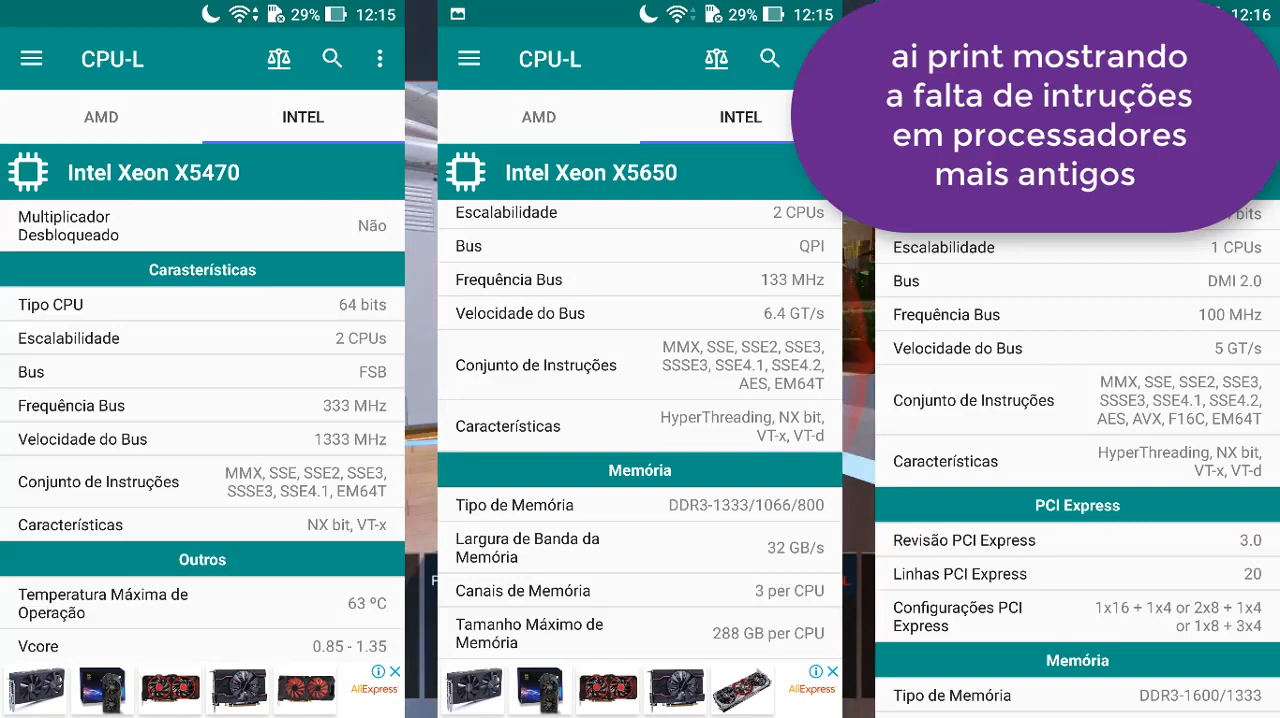 29% 12:15
CPU-L
AMD INTEL
Intel Xeon X5470
Multiplicador
Desbloqueado
Não
Carasterísticas
Tipo CPU 64 bits
Escalabilidade 2 CPUs
Bus FSB
Frequência Bus 333 MHz
Velocidade do Bus 1333 MHz
Conjunto de Instruções
MMX, SSE, SSE2, SSE3,
SSSE3, SSE4.1, EM64T
Características NX bit, VT-x
Outros
Temperatura Máxima de
Operação
63 ºC
Vcore 0.85 - 1.35
AliExpress
29% 12:15
CPU-L
AMD INTEL
Intel Xeon X5650
Escalabilidade 2 CPUs
Bus QPI
Frequência Bus 133 MHz
Velocidade do Bus 6.4 GT/s
Conjunto de Instruções
MMX, SSE, SSE2, SSE3,
SSSE3, SSE4.1, SSE4.2,
AES, EM64T
Características
HyperThreading, NX bit,
VT-x, VT-d
Memória
Tipo de Memória DDR3-1333/1066/800
Largura de Banda da
Memória
32 GB/s
Canais de Memória 3 per CPU
Tamanho Máximo de
Memória
288 GB per CPU
AliExpress
12:16
ai print mostrando
a falta de intruções
em processadores
mais antigos
bits
Escalabilidade 1 CPUs
Bus DMI 2.0
Frequência Bus 100 MHz
Velocidade do Bus 5 GT/s
Conjunto de Instruções
MMX, SSE, SSE2, SSE3,
SSSE3, SSE4.1, SSE4.2,
AES, AVX, F16C, EM64T
Características
HyperThreading, NX bit,
VT-x, VT-d
PCI Express
Revisão PCI Express 3.0
Linhas PCI Express 20
Configurações PCI
Express
1x16 + 1x4 or 2x8 + 1x4
or 1x8 + 3x4
Memória
Tipo de Memória DDR3-1600/1333